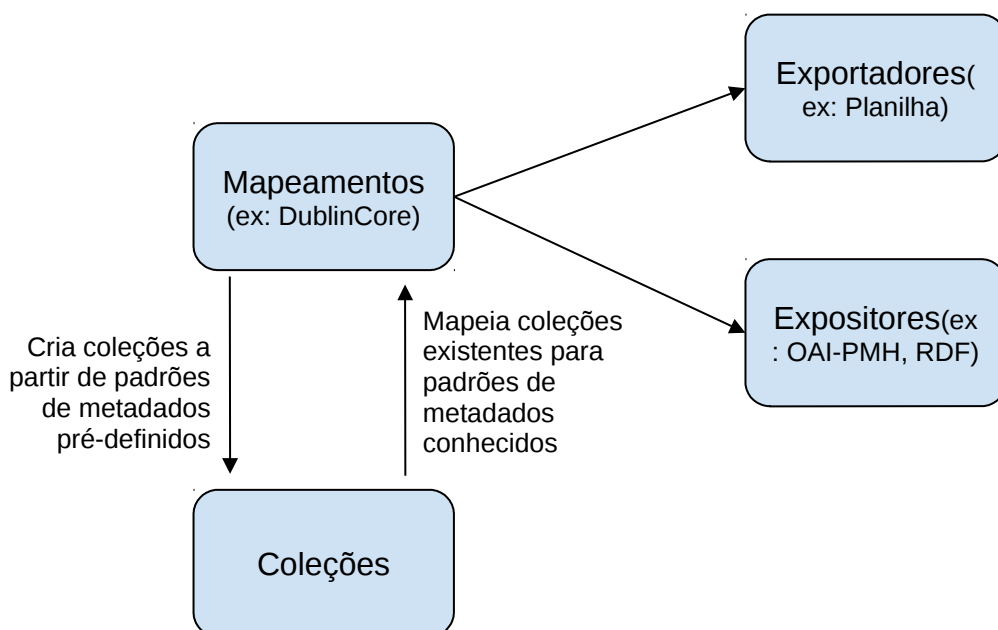 Exportadores(
ex: Planilha)
Mapeamentos
(ex: DublinCore)
Expositores(ex
: OAI-PMH, RDF)
Cria coleções a
partir de padrões
de metadados
pré-definidos
Mapeia coleções
existentes para
padrões de
metadados
conhecidos
Coleções